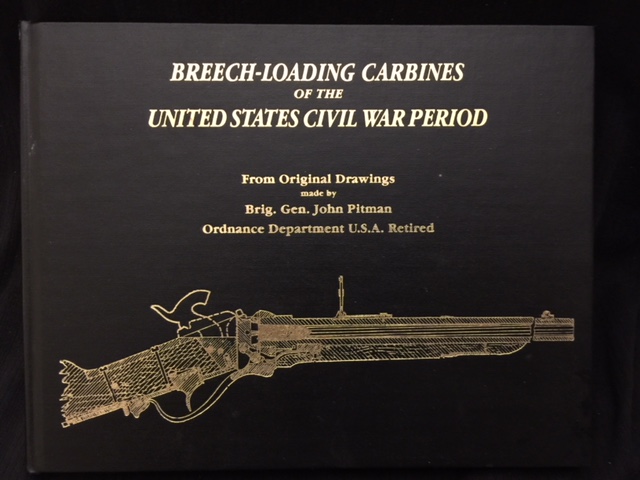 BREECH-LOADING CARBINES
OF THE
UNITED STATES CIVIL WAR PERIOD
From Original Drawings
made by
Brig. Gen. John Pitman
Ordnance Department U.S.A. Retired